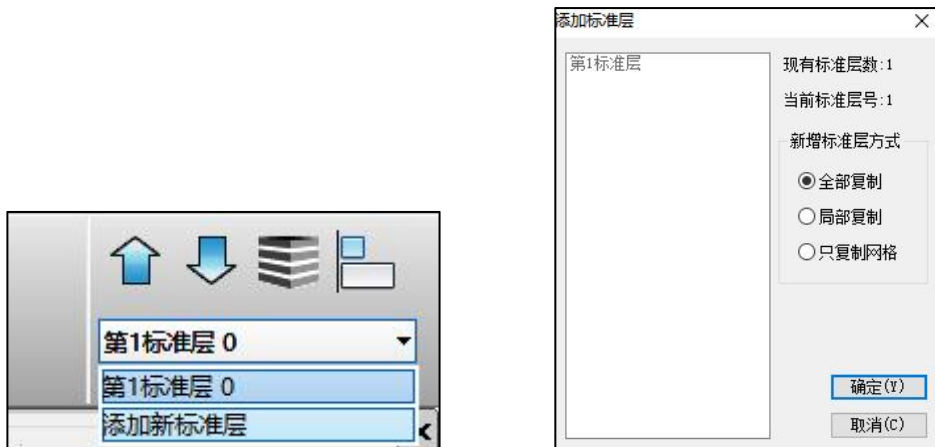 第1标准层 0
第1标准层 0
添加新标准层
添加标准层
第1标准层
现有标准层数:1
当前标准层号:1
新增标准层方式
全部复制
局部复制
只复制网格
确定(Y)
取消(C)